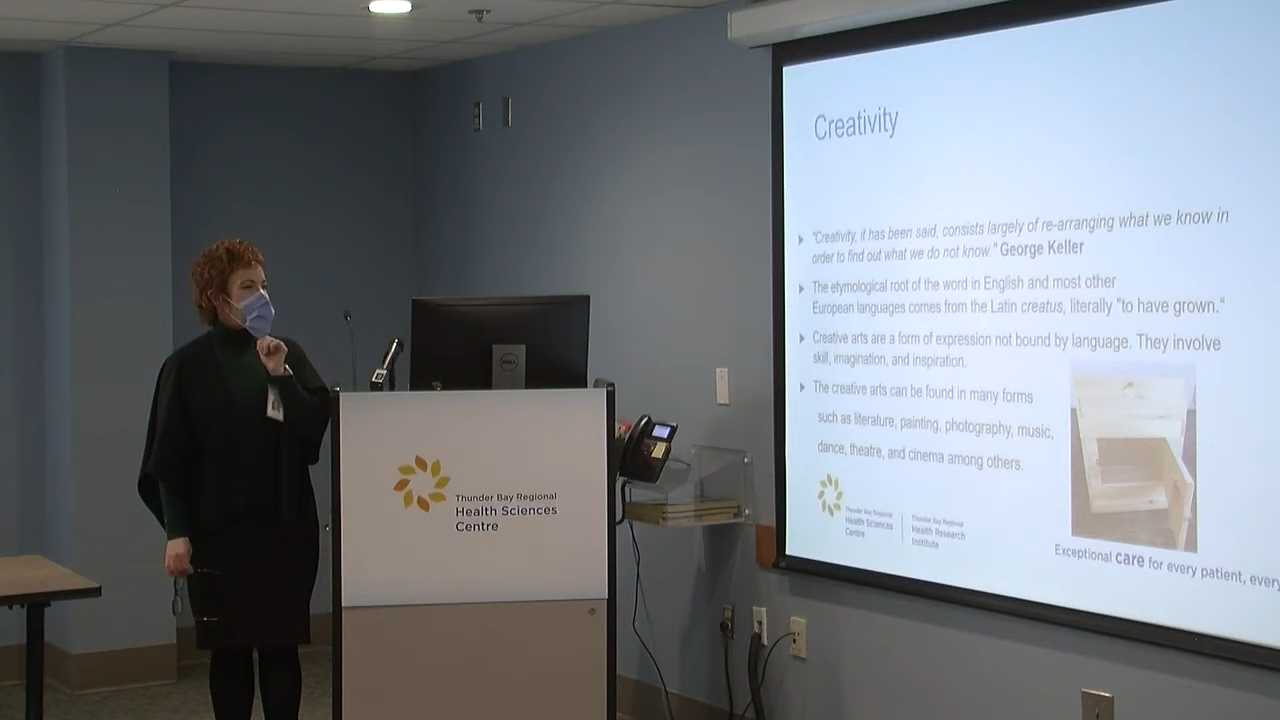 Creativity
"Creativity, it has been said, consists largely of re-arranging what we know in
order to find out what we do not know." George Keller
The etymological root of the word in English and most other
European languages comes from the Latin creatus, literally "to have grown."
Creative arts are a form of expression not bound by language. They involve
skill, imagination, and inspiration.
The creative arts can be found in many forms
such as literature, painting, photography, music,
dance, theatre, and cinema among others.
Thunder Bay Regional
Health Sciences
Centre
Thunder Bay Regional
Health Research
Institute
Exceptional care for every patient, every
Thunder Bay Regional
Health Sciences
Centre
DELL